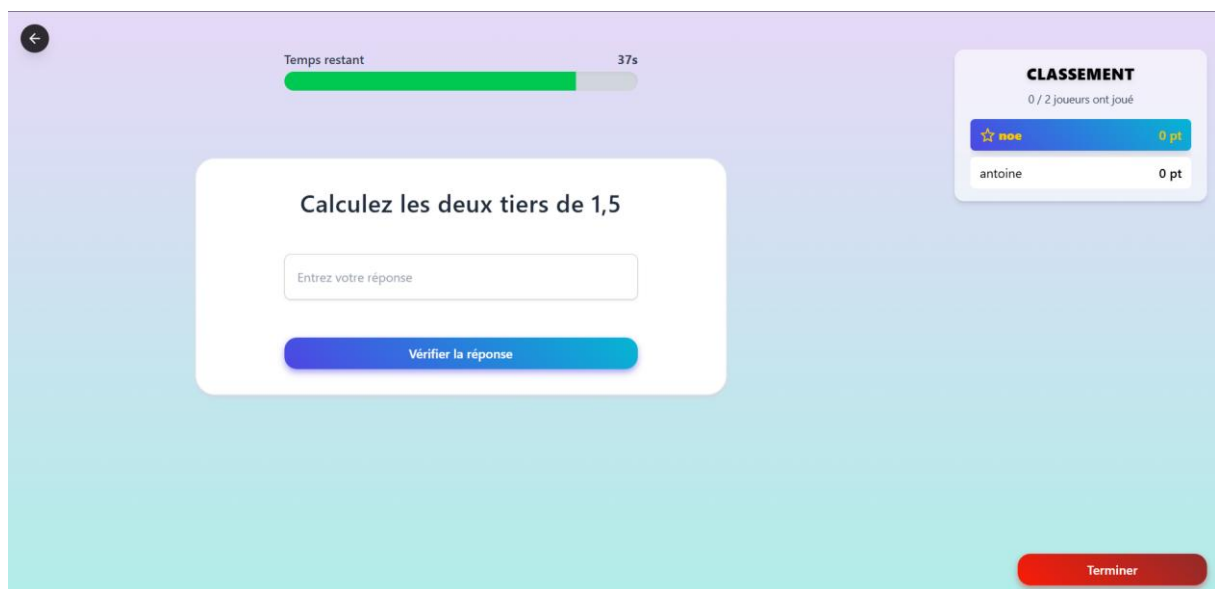 Temps restant 37s
CLASSEMENT
0 / 2 joueurs ont joué
noe 0 pt
antoine 0 pt
Calculez les deux tiers de 1,5
Entrez votre réponse
Vérifier la réponse
Terminer